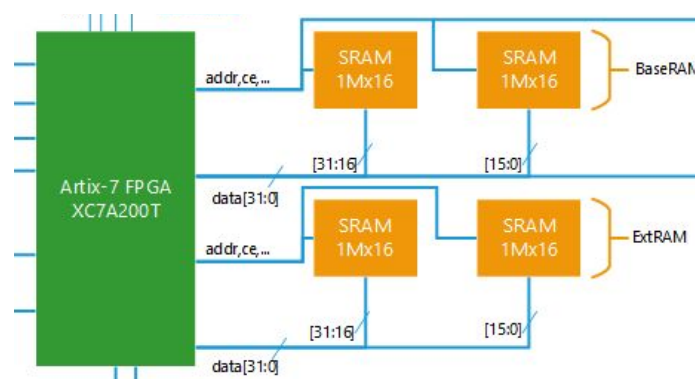 SRAM
1Mx16
SRAM
1Mx16
addr,ce,...
BaseRAM
[31:16]
[15:0]
Artix-7 FPGA
XC7A200T
data[31:0]
SRAM
1Mx16
SRAM
1Mx16
addr,ce,...
ExtRAM
[31:16]
[15:0]
data[31:0]